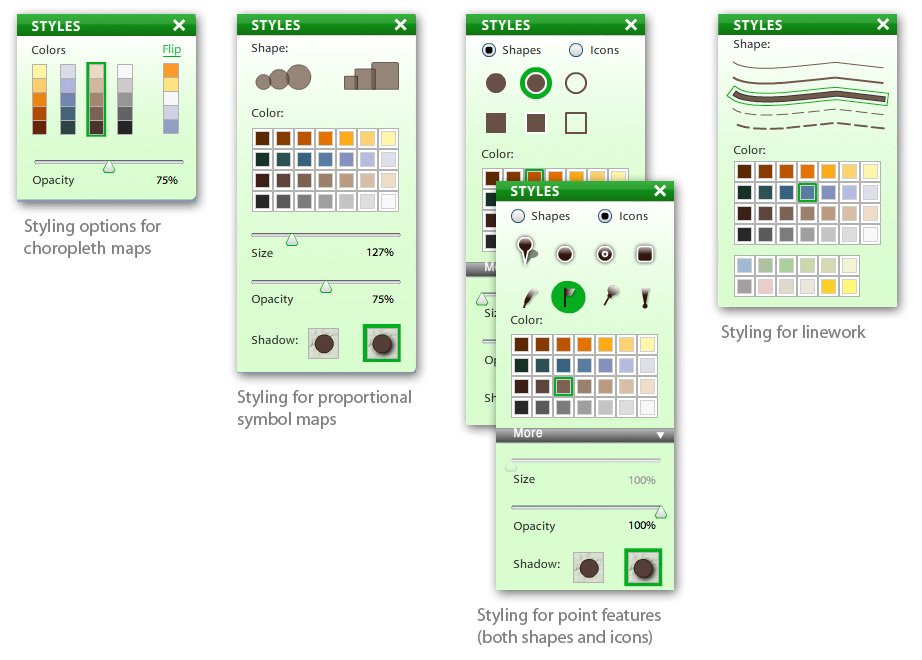 STYLES
Colors Flip
Opacity 75%
Styling options for
choropleth maps
STYLES
Shape:
Color:
Size 127%
Opacity 75%
Shadow:
Styling for proportional
symbol maps
STYLES
Shapes Icons
Color:
STYLES
Shapes Icons
Color:
More
Size 100%
Opacity 100%
Shadow:
Styling for point features
(both shapes and icons)
STYLES
Shape:
Color:
Styling for linework